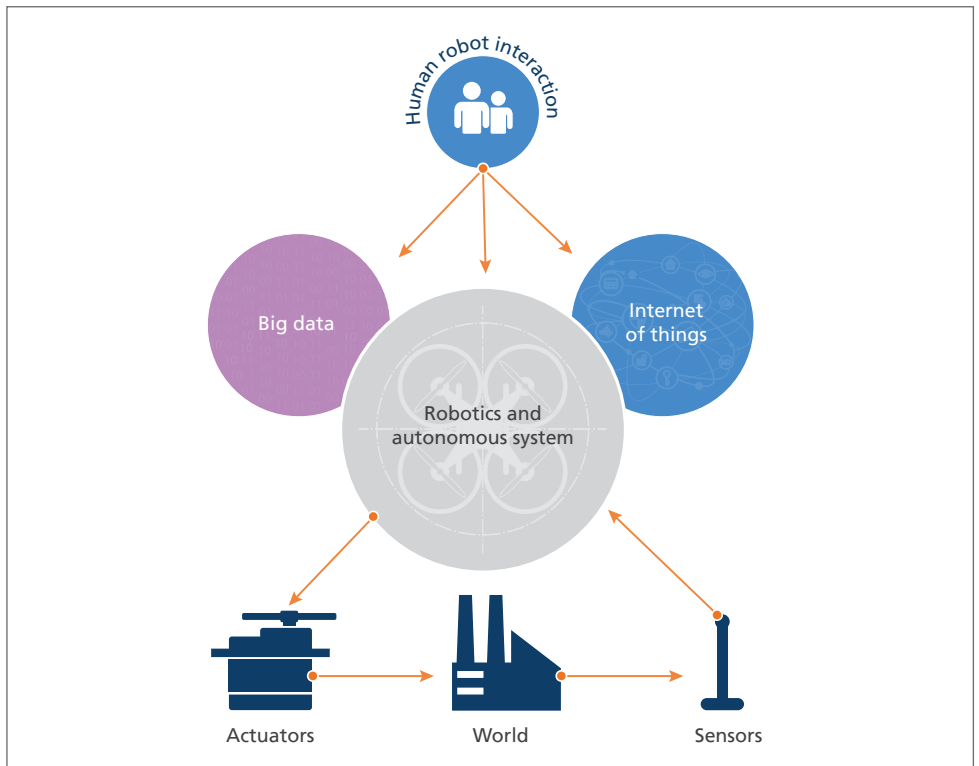 Human robot interaction
Big data
Internet
of things
Robotics and
autonomous system
Actuators
World
Sensors